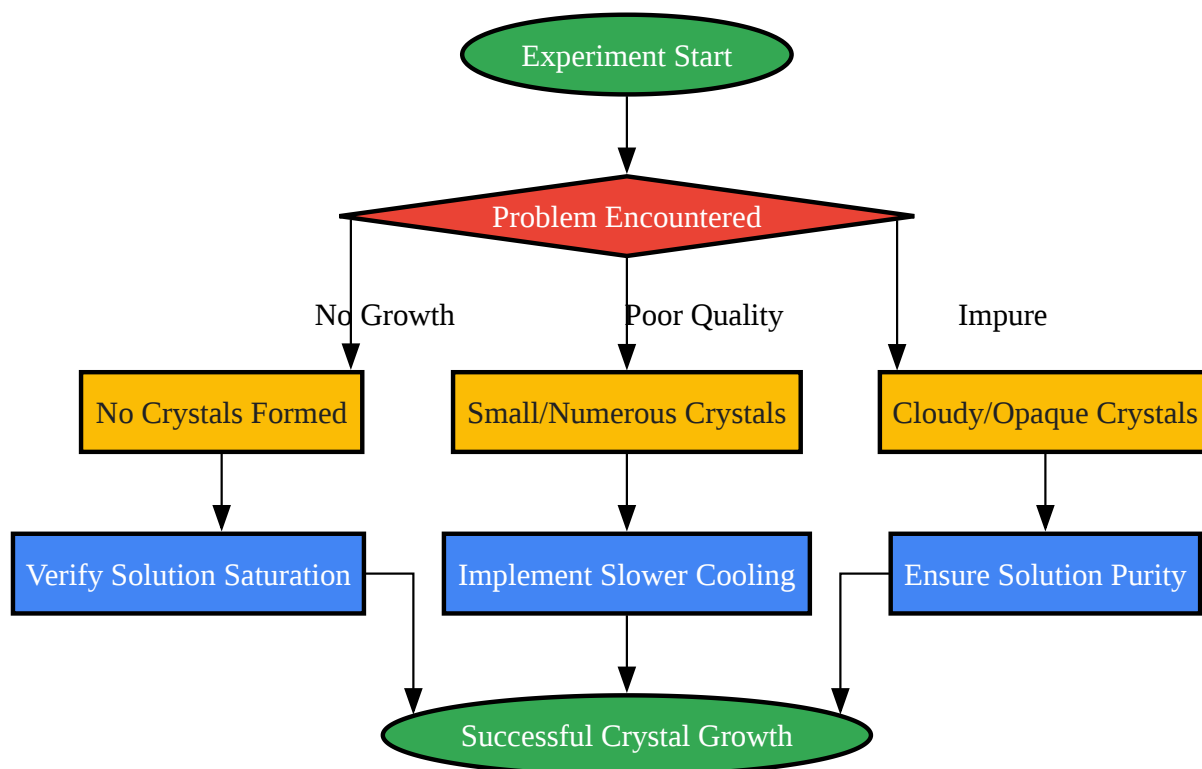 Experiment Start
Problem Encountered
No Growth
Poor Quality
Impure
No Crystals Formed
Small/Numerous Crystals
Cloudy/Opaque Crystals
Verify Solution Saturation
Implement Slower Cooling
Ensure Solution Purity
Successful Crystal Growth